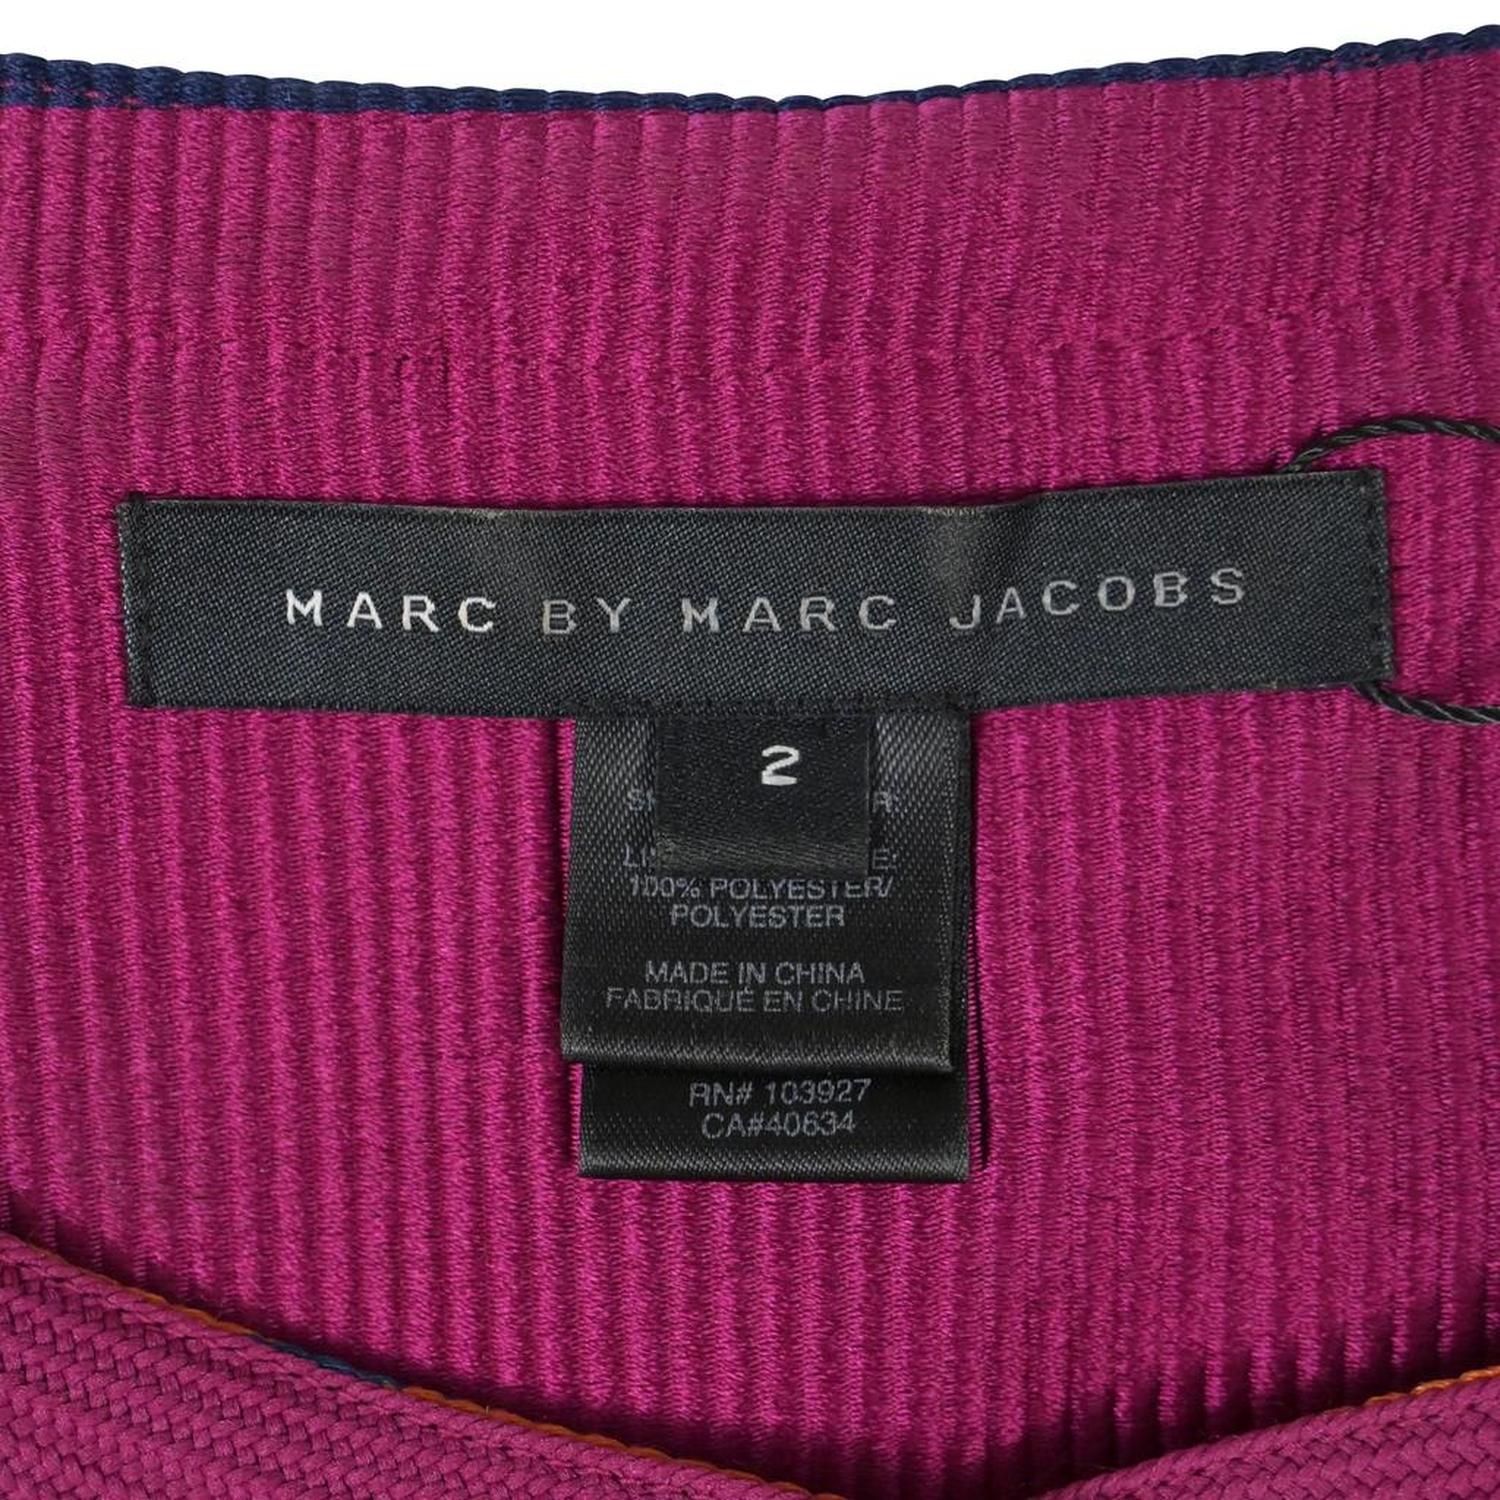 MARC BY MARC JACOBS
2
100% POLYESTER/
POLYESTER
MADE IN CHINA
FABRIQUÉ EN CHINE
RN# 103927
CA#40634